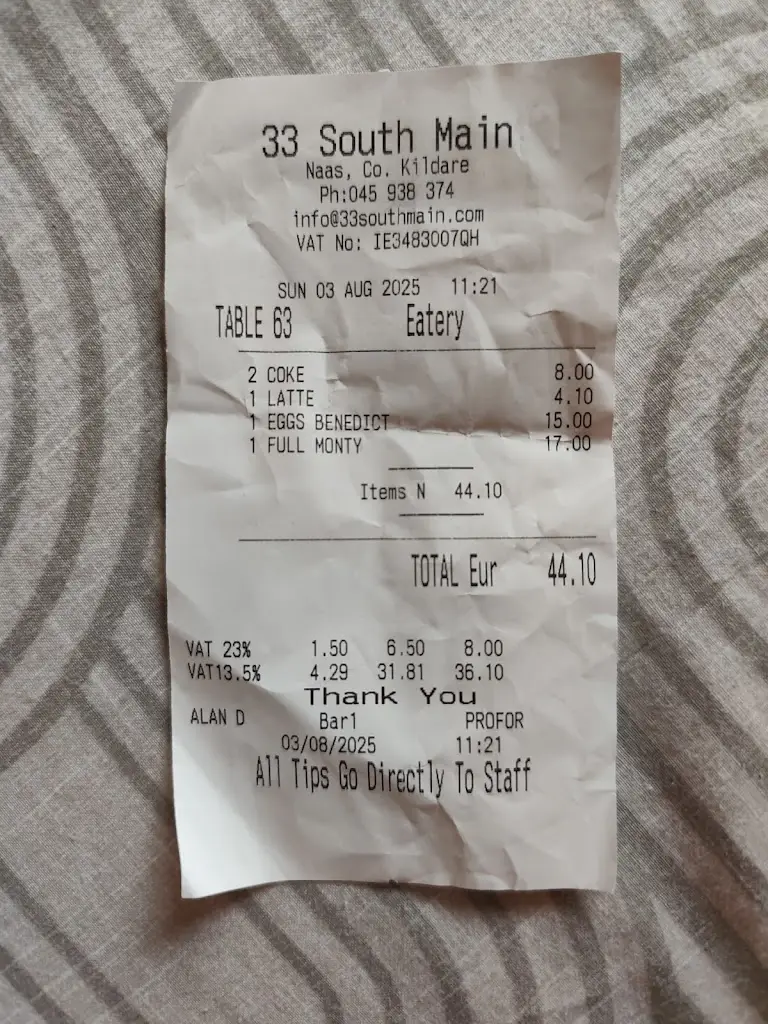 33 South Main
Naas, Co. Kildare
Ph:045 938 374
info@33southmain.com
VAT No: IE3483007QH
SUN 03 AUG 2025 11:21
TABLE 63 Eatery
2 COKE 8.00
1 LATTE 4.10
1 EGGS BENEDICT 15.00
1 FULL MONTY 17.00
Items N 44.10
TOTAL Eur 44.10
VAT 23% 1.50 6.50 8.00
VAT13.5% 4.29 31.81 36.10
Thank You
ALAN D Bar1 PROFOR
03/08/2025 11:21
All Tips Go Directly To Staff